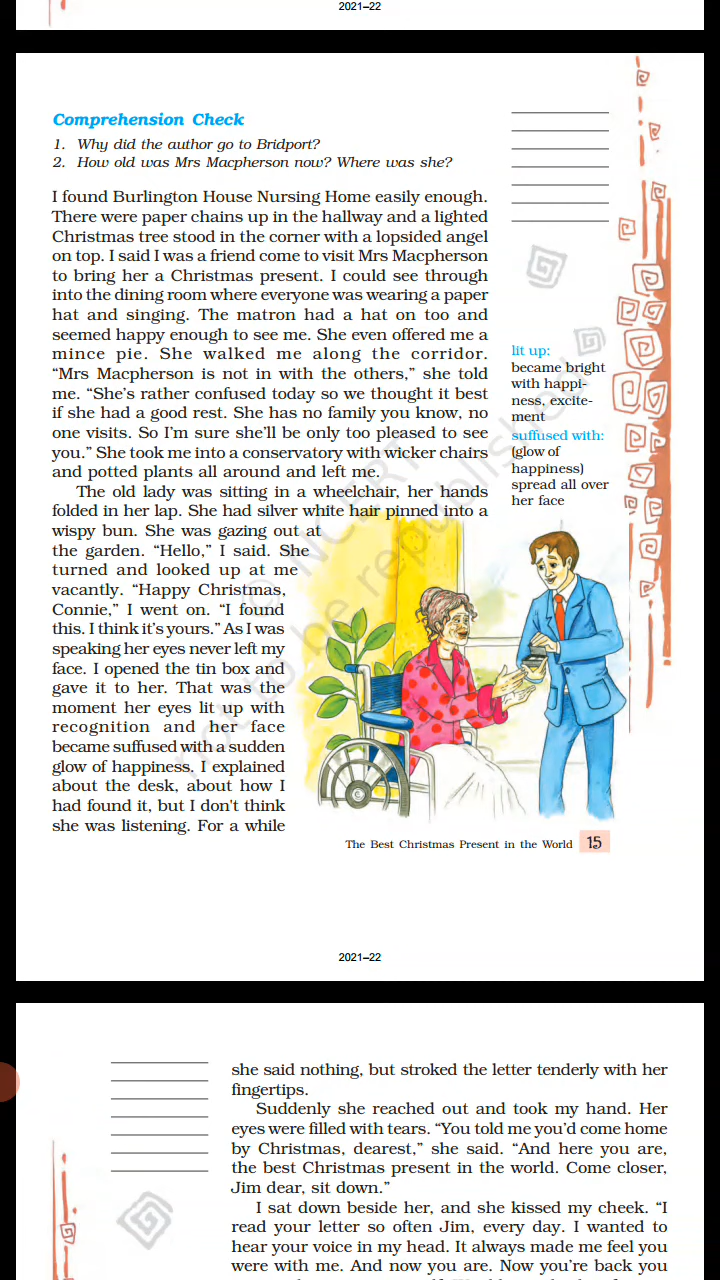 2021–22
Comprehension Check
1. Why did the author go to Bridport?
2. How old was Mrs Macpherson now? Where was she?
I found Burlington House Nursing Home easily enough.
There were paper chains up in the hallway and a lighted
Christmas tree stood in the corner with a lopsided angel
on top. I said I was a friend come to visit Mrs Macpherson
to bring her a Christmas present. I could see through
into the dining room where everyone was wearing a paper
hat and singing. The matron had a hat on too and
seemed happy enough to see me. She even offered me a
mince pie. She walked me along the corridor.
“Mrs Macpherson is not in with the others,” she told
me. “She’s rather confused today so we thought it best
if she had a good rest. She has no family you know, no
one visits. So I’m sure she’ll be only too pleased to see
you.” She took me into a conservatory with wicker chairs
and potted plants all around and left me.
The old lady was sitting in a wheelchair, her hands
folded in her lap. She had silver white hair pinned into a
wispy bun. She was gazing out at
the garden. “Hello,” I said. She
turned and looked up at me
vacantly. “Happy Christmas,
Connie,” I went on. “I found
this. I think it’s yours.” As I was
speaking her eyes never left my
face. I opened the tin box and
gave it to her. That was the
moment her eyes lit up with
recognition and her face
became suffused with a sudden
glow of happiness. I explained
about the desk, about how I
had found it, but I don't think
she was listening. For a while
lit up:
became bright
with happi-
ness, excite-
ment
suffused with:
(glow of
happiness)
spread all over
her face
© NCERT
not to be republished
The Best Christmas Present in the World 15
2021–22
she said nothing, but stroked the letter tenderly with her
fingertips.
Suddenly she reached out and took my hand. Her
eyes were filled with tears. “You told me you’d come home
by Christmas, dearest,” she said. “And here you are,
the best Christmas present in the world. Come closer,
Jim dear, sit down.”
I sat down beside her, and she kissed my cheek. “I
read your letter so often Jim, every day. I wanted to
hear your voice in my head. It always made me feel you
were with me. And now you are. Now you’re back you